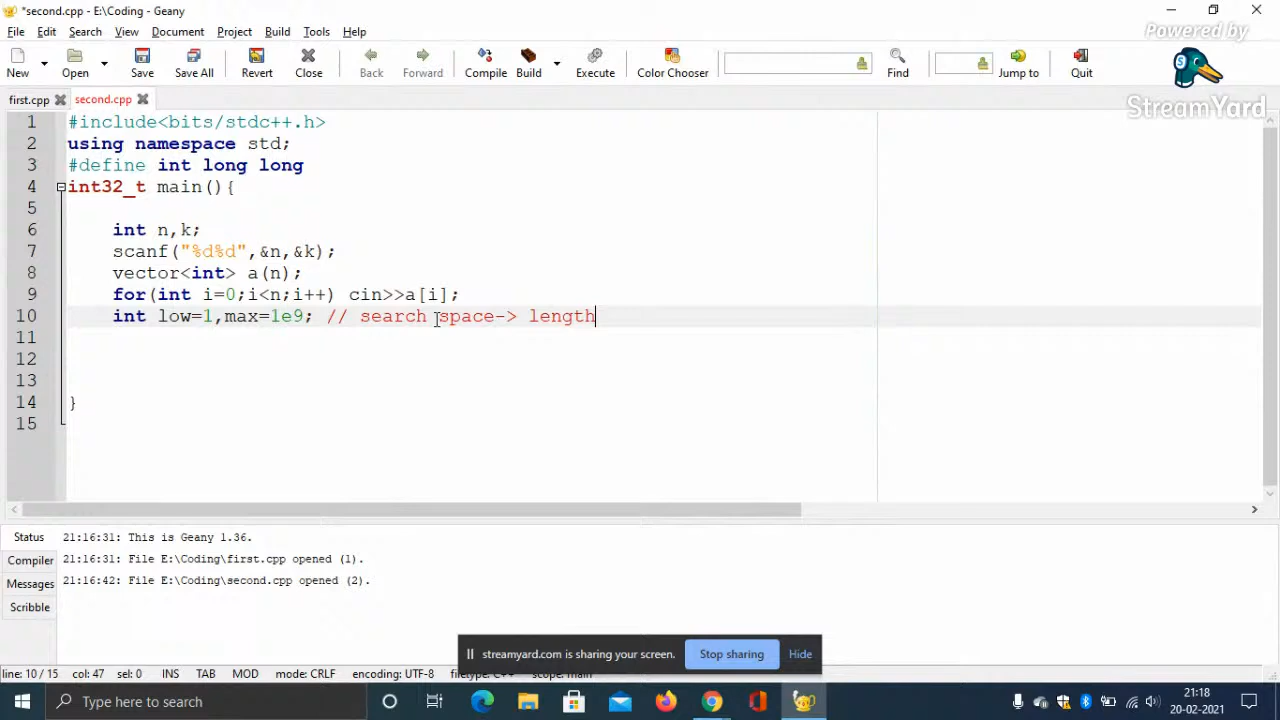 *second.cpp - E:\Coding - Geany
Powered by
File Edit Search View Document Project Build Tools Help
New Open Save Save All Revert Close Back Forward Compile Build Execute Color Chooser Find Jump to Quit
StreamYard
first.cpp second.cpp
1 #include<bits/stdc++.h>
2 using namespace std;
3 #define int long long
4 int32_t main(){
5
6 int n,k;
7 scanf("%d%d",&n,&k);
8 vector<int> a(n);
9 for(int i=0;i<n;i++) cin>>a[i];
10 int low=1,max=1e9; // search space-> length
11
12
13
14 }
15
Status 21:16:31: This is Geany 1.36.
Compiler 21:16:31: File E:\Coding\first.cpp opened (1).
Messages 21:16:42: File E:\Coding\second.cpp opened (2).
Scribble
streamyard.com is sharing your screen. Stop sharing Hide
line: 10 / 15 col: 47 sel: 0 INS TAB MOD mode: CRLF encoding: UTF-8 filetype: C++ scope: main
Type here to search
21:18
20-02-2021